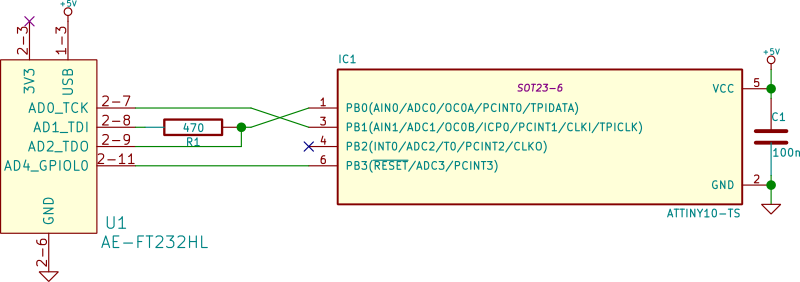 +5V
2-3
1-3
3V3
USB
AD0_TCK
2-7
AD1_TDI
2-8
AD2_TDO
2-9
AD4_GPIOL0
2-11
470
R1
GND
2-6
U1
AE-FT232HL
IC1
SOT23-6
1
PB0(AIN0/ADC0/OC0A/PCINT0/TPIDATA)
3
PB1(AIN1/ADC1/OC0B/ICP0/PCINT1/CLKI/TPICLK)
4
PB2(INT0/ADC2/T0/PCINT2/CLKO)
6
PB3(RESET/ADC3/PCINT3)
VCC
5
GND
2
ATTINY10-TS
+5V
C1
100n